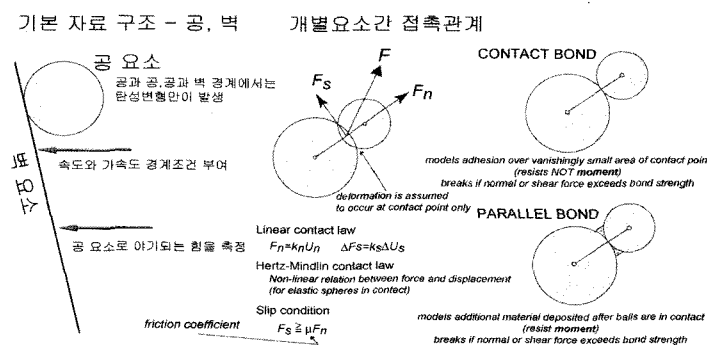 기본 자료 구조 - 공, 벽
공 요소
공과 공,공과 벽 경계에서는
탄성변형만이 발생
벽 요소
속도와 가속도 경계조건 부여
공 요소로 야기되는 힘을 측정
개별요소간 접촉관계
F
Fs
Fn
deformation is assumed
to occur at contact point only
Linear contact law
Fn=knUn ΔFs=ksΔUs
Hertz-Mindlin contact law
Non-linear relation between force and displacement
(for elastic spheres in contact)
Slip condition
Fs ≧ μFn
friction coefficient
CONTACT BOND
models adhesion over vanishingly small area of contact poin
(resists NOT moment)
breaks if normal or shear force exceeds bond strength
PARALLEL BOND
models additional material deposited after balls are in contact
(resist moment)
breaks if normal or shear force exceeds bond strength